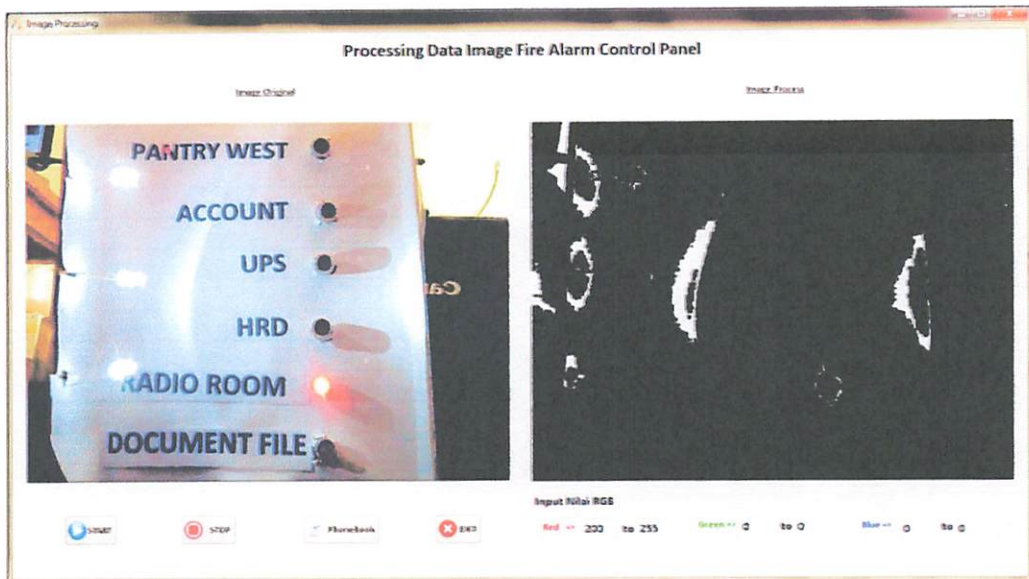 Image Processing
Processing Data Image Fire Alarm Control Panel
Image Original
Image Process
PANTRY WEST
ACCOUNT
UPS
HRD
RADIO ROOM
DOCUMENT FILE
Ca
Input Nilai RGB
START
STOP
Phonebook
EXIT
Red => 200 to 255 Green => 0 to 0 Blue => 0 to 0